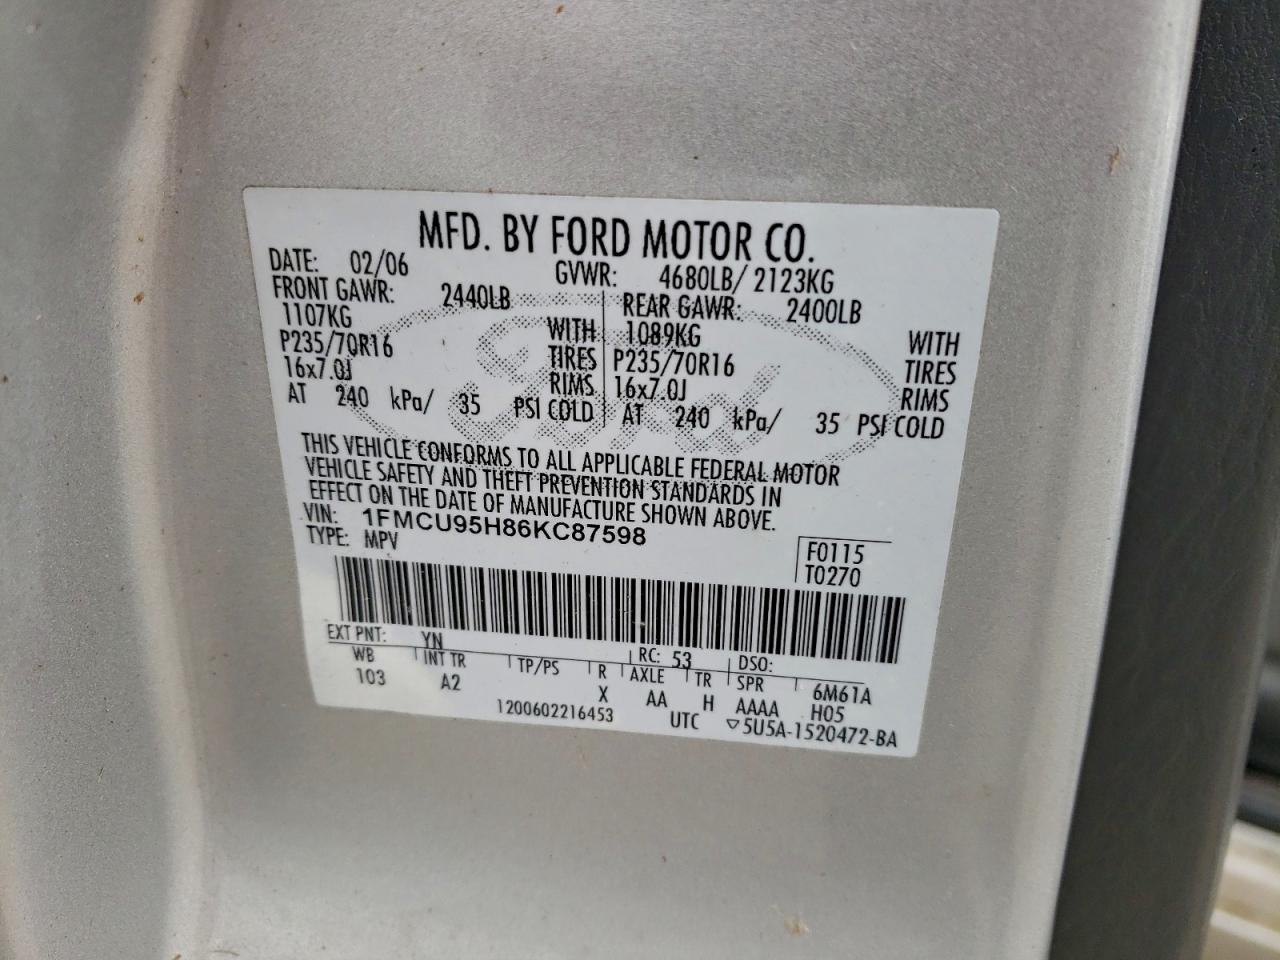 MFD. BY FORD MOTOR CO.
DATE: 02/06 GVWR: 4680LB/ 2123KG
FRONT GAWR: 2440LB REAR GAWR: 2400LB
1107KG WITH 1089KG WITH
P235/70R16 TIRES P235/70R16 TIRES
16x7.0J RIMS 16x7.0J RIMS
AT 240 kPa/ 35 PSI COLD AT 240 kPa/ 35 PSI COLD
THIS VEHICLE CONFORMS TO ALL APPLICABLE FEDERAL MOTOR
VEHICLE SAFETY AND THEFT PREVENTION STANDARDS IN
EFFECT ON THE DATE OF MANUFACTURE SHOWN ABOVE.
VIN: 1FMCU95H86KC87598
TYPE: MPV F0115
T0270
EXT PNT: YN RC: 53 DSO:
WB INT TR TP/PS R AXLE TR SPR 6M61A
103 A2 X AA H AAAA H05
1200602216453 UTC ▽5U5A-1520472-BA
Ford